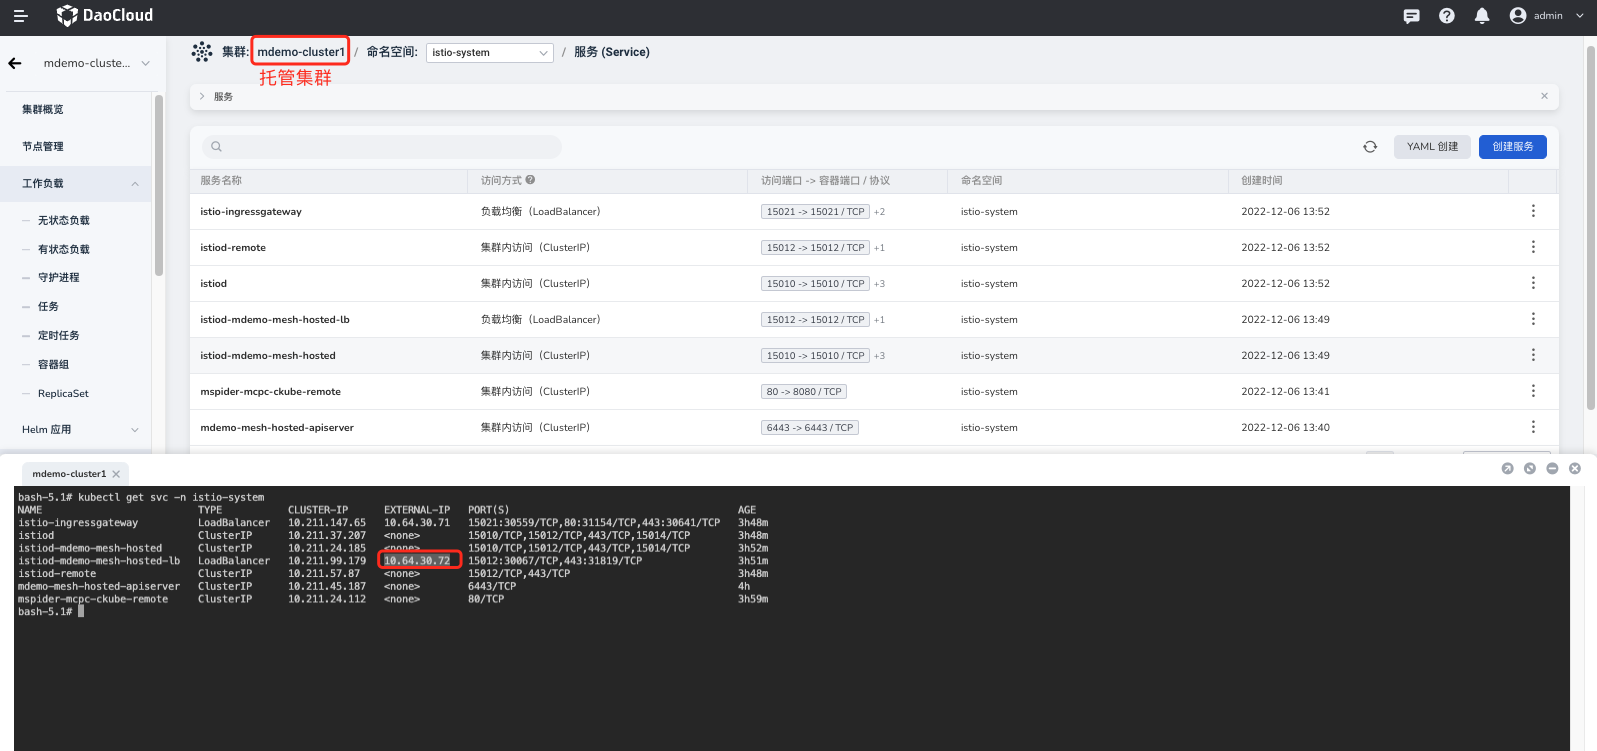 DaoCloud
admin
mdemo-cluste...
集群: mdemo-cluster1 / 命名空间: istio-system / 服务 (Service)
托管集群
服务
集群概览
节点管理
工作负载
无状态负载
有状态负载
守护进程
任务
定时任务
容器组
ReplicaSet
Helm 应用
YAML 创建 创建服务
服务名称 访问方式 访问端口 -> 容器端口 / 协议 命名空间 创建时间
istio-ingressgateway 负载均衡（LoadBalancer） 15021 -> 15021 / TCP +2 istio-system 2022-12-06 13:52
istiod-remote 集群内访问（ClusterIP） 15012 -> 15012 / TCP +1 istio-system 2022-12-06 13:52
istiod 集群内访问（ClusterIP） 15010 -> 15010 / TCP +3 istio-system 2022-12-06 13:52
istiod-mdemo-mesh-hosted-lb 负载均衡（LoadBalancer） 15012 -> 15012 / TCP +1 istio-system 2022-12-06 13:49
istiod-mdemo-mesh-hosted 集群内访问（ClusterIP） 15010 -> 15010 / TCP +3 istio-system 2022-12-06 13:49
mspider-mcpc-ckube-remote 集群内访问（ClusterIP） 80 -> 8080 / TCP istio-system 2022-12-06 13:41
mdemo-mesh-hosted-apiserver 集群内访问（ClusterIP） 6443 -> 6443 / TCP istio-system 2022-12-06 13:40
mdemo-cluster1
bash-5.1# kubectl get svc -n istio-system
NAME TYPE CLUSTER-IP EXTERNAL-IP PORT(S) AGE
istio-ingressgateway LoadBalancer 10.211.147.65 10.64.30.71 15021:30559/TCP,80:31154/TCP,443:30641/TCP 3h48m
istiod ClusterIP 10.211.37.207 <none> 15010/TCP,15012/TCP,443/TCP,15014/TCP 3h48m
istiod-mdemo-mesh-hosted ClusterIP 10.211.24.185 <none> 15010/TCP,15012/TCP,443/TCP,15014/TCP 3h52m
istiod-mdemo-mesh-hosted-lb LoadBalancer 10.211.99.179 10.64.30.72 15012:30067/TCP,443:31819/TCP 3h51m
istiod-remote ClusterIP 10.211.57.87 <none> 15012/TCP,443/TCP 3h48m
mdemo-mesh-hosted-apiserver ClusterIP 10.211.45.187 <none> 6443/TCP 4h
mspider-mcpc-ckube-remote ClusterIP 10.211.24.112 <none> 80/TCP 3h59m
bash-5.1#